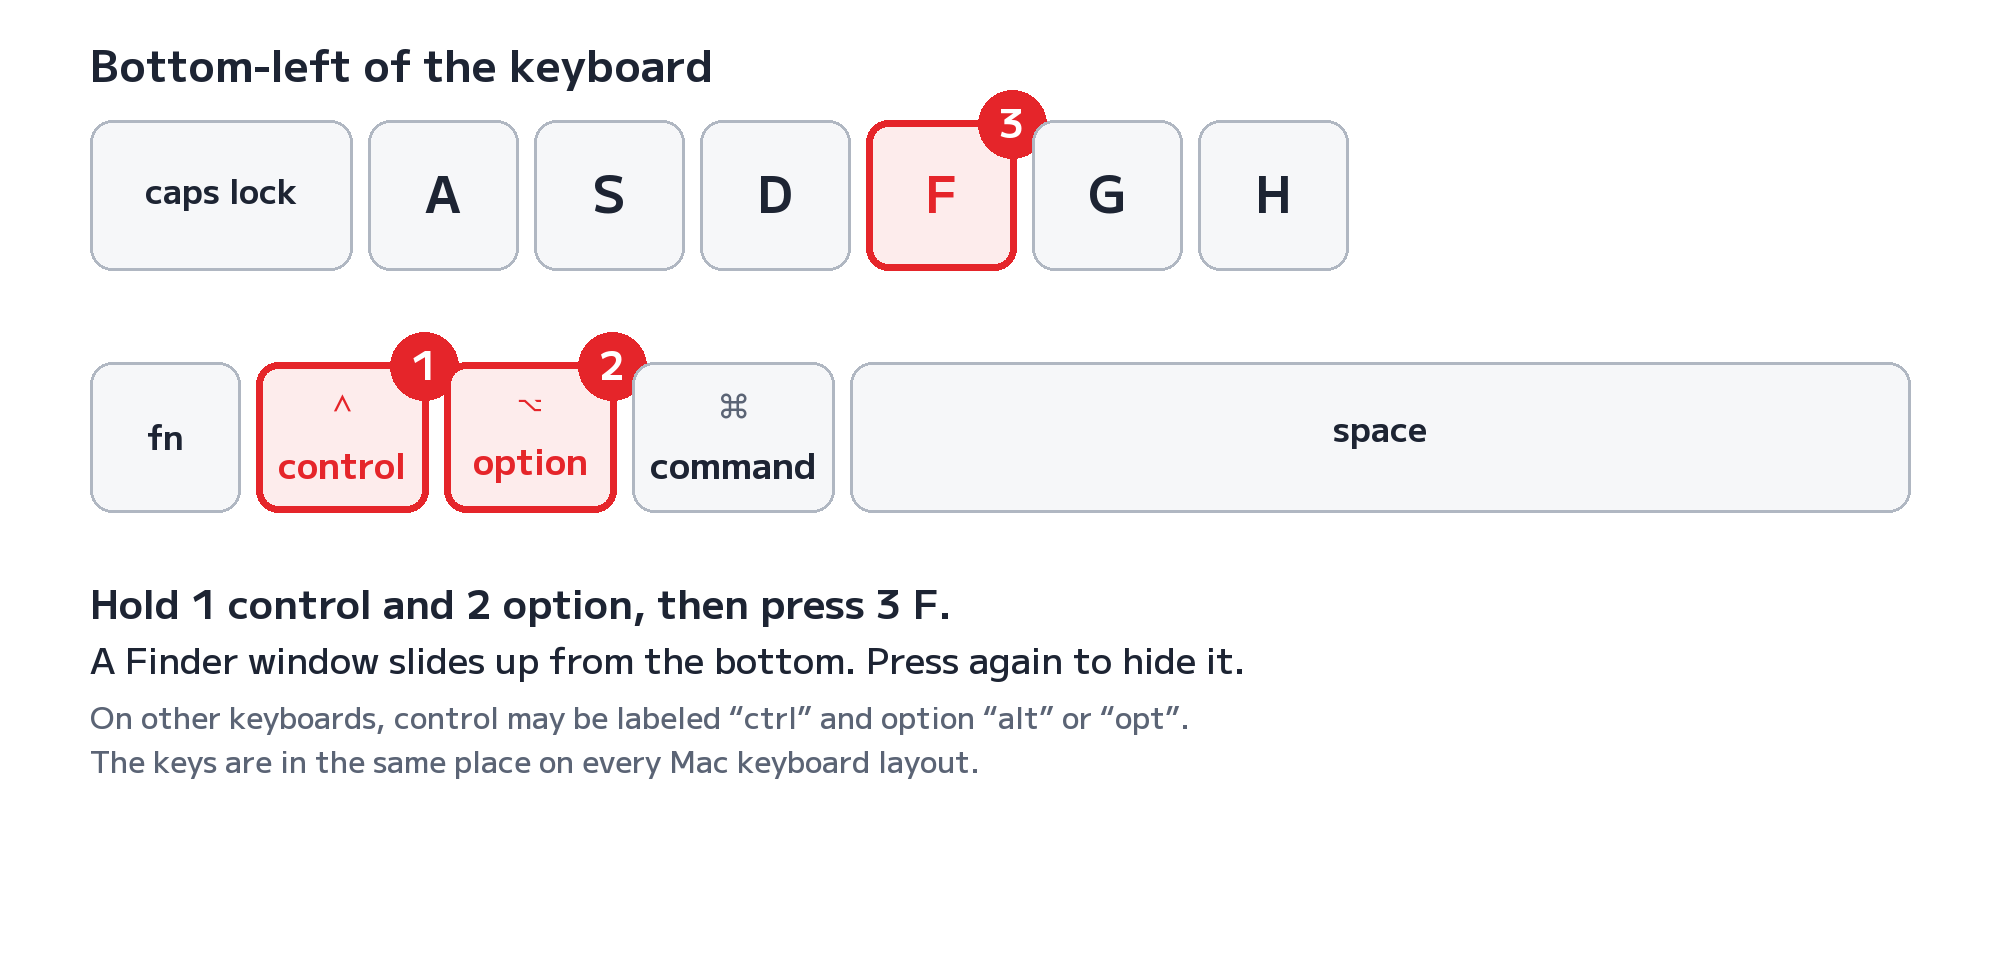 Bottom-left of the keyboard
3
caps lock A S D F G H
1 2
^ ⌥ ⌘
fn control option command space
Hold 1 control and 2 option, then press 3 F.
A Finder window slides up from the bottom. Press again to hide it.
On other keyboards, control may be labeled “ctrl” and option “alt” or “opt”.
The keys are in the same place on every Mac keyboard layout.